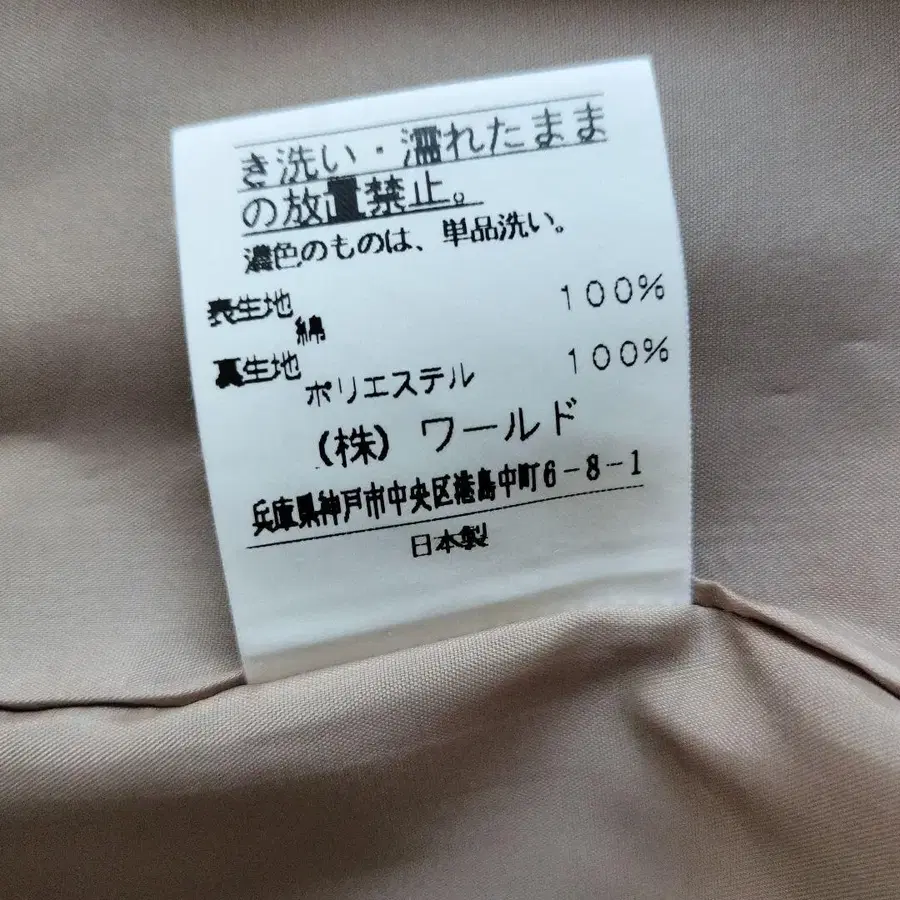 き洗い・濡れたまま
の放置禁止。
濃色のものは、単品洗い。
表生地
綿 100%
裏生地
ポリエステル 100%
(株) ワールド
兵庫県神戸市中央区港島中町6-8-1
日本製